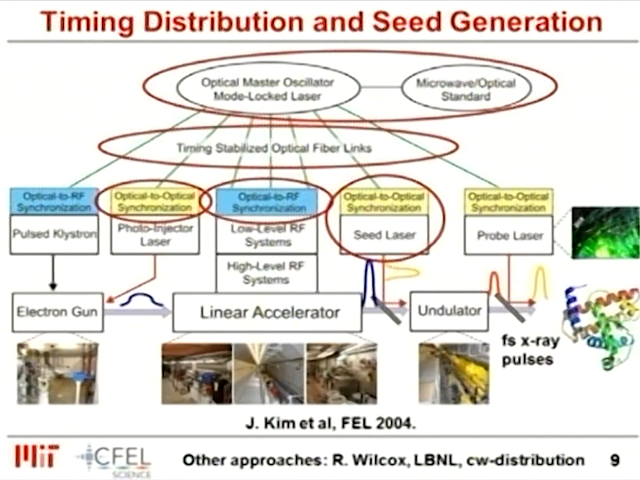 Timing Distribution and Seed Generation
Optical Master Oscillator
Mode-Locked Laser
Microwave/Optical
Standard
Timing Stabilized Optical Fiber Links
Optical-to-RF
Synchronization
Optical-to-Optical
Synchronization
Optical-to-RF
Synchronization
Optical-to-Optical
Synchronization
Optical-to-Optical
Synchronization
Pulsed Klystron
Photo-Injector
Laser
Low-Level RF
Systems
Seed Laser
Probe Laser
High-Level RF
Systems
Electron Gun
Linear Accelerator
Undulator
fs x-ray
pulses
J. Kim et al, FEL 2004.
MIT
CFEL
SCIENCE
Other approaches: R. Wilcox, LBNL, cw-distribution
9